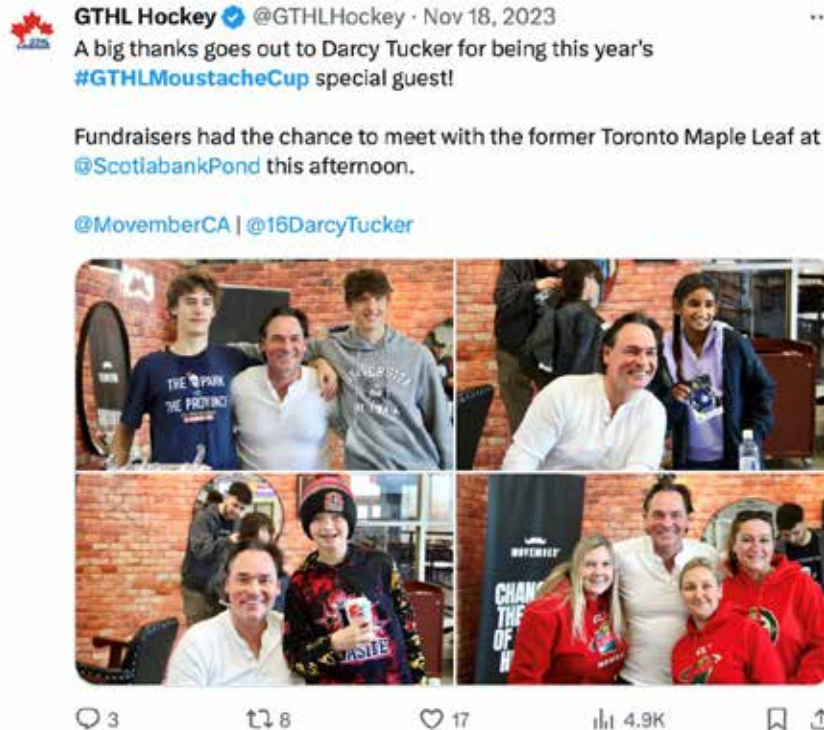 GTHL Hockey @GTHLHockey · Nov 18, 2023
A big thanks goes out to Darcy Tucker for being this year's
#GTHLMoustacheCup special guest!
Fundraisers had the chance to meet with the former Toronto Maple Leaf at
@ScotiabankPond this afternoon.
@MovemberCA | @16DarcyTucker
THE PARK
THE PROVINCE
MOVEMBER
CHAN
THE
OF
H
3 8 17 4.9K